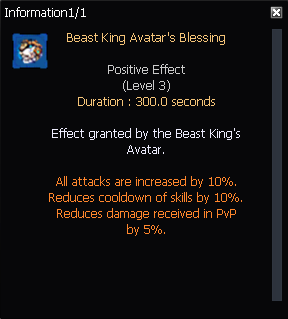 Information1/1
Beast King Avatar's Blessing
Positive Effect
(Level 3)
Duration : 300.0 seconds
Effect granted by the Beast King's
Avatar.
All attacks are increased by 10%.
Reduces cooldown of skills by 10%.
Reduces damage received in PvP
by 5%.